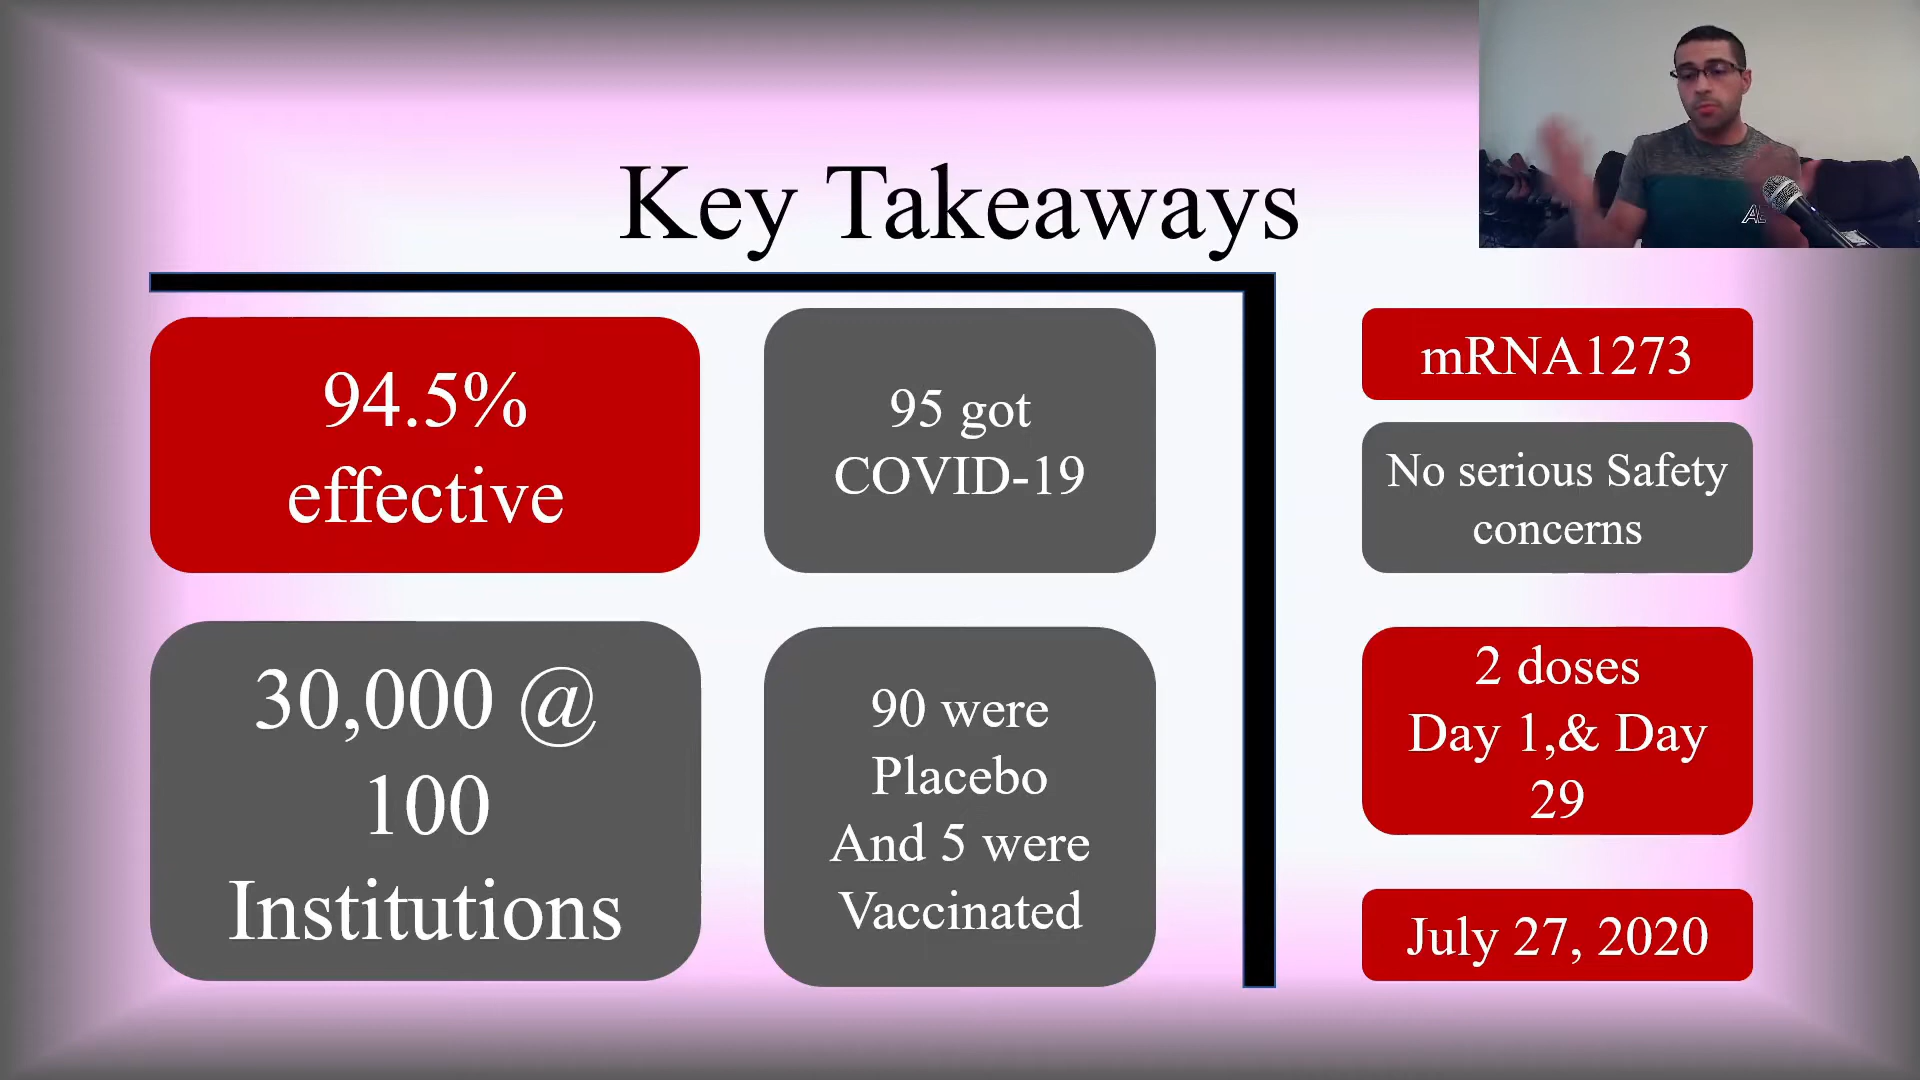 Key Takeaways
94.5%
effective
95 got
COVID-19
30,000 @
100
Institutions
90 were
Placebo
And 5 were
Vaccinated
mRNA1273
No serious Safety
concerns
2 doses
Day 1,& Day
29
July 27, 2020